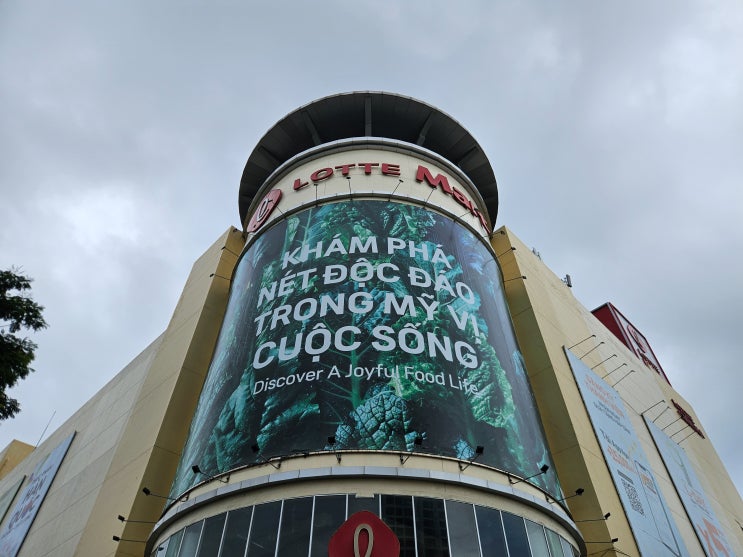 LOTTE Mart
KHÁM PHÁ
NÉT ĐỘC ĐÁO
TRONG MỸ VỊ
CUỘC SỐNG
Discover A Joyful Food Life